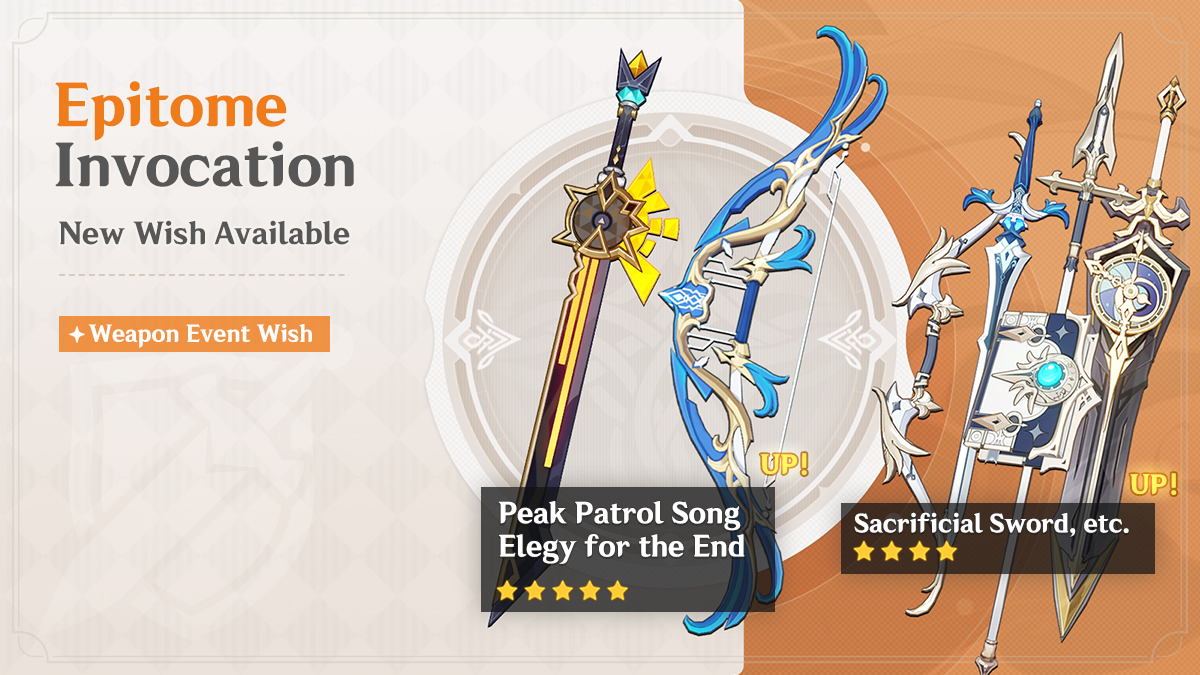 Epitome
Invocation
New Wish Available
Weapon Event Wish
UP!
Peak Patrol Song
Elegy for the End
UP!
Sacrificial Sword, etc.